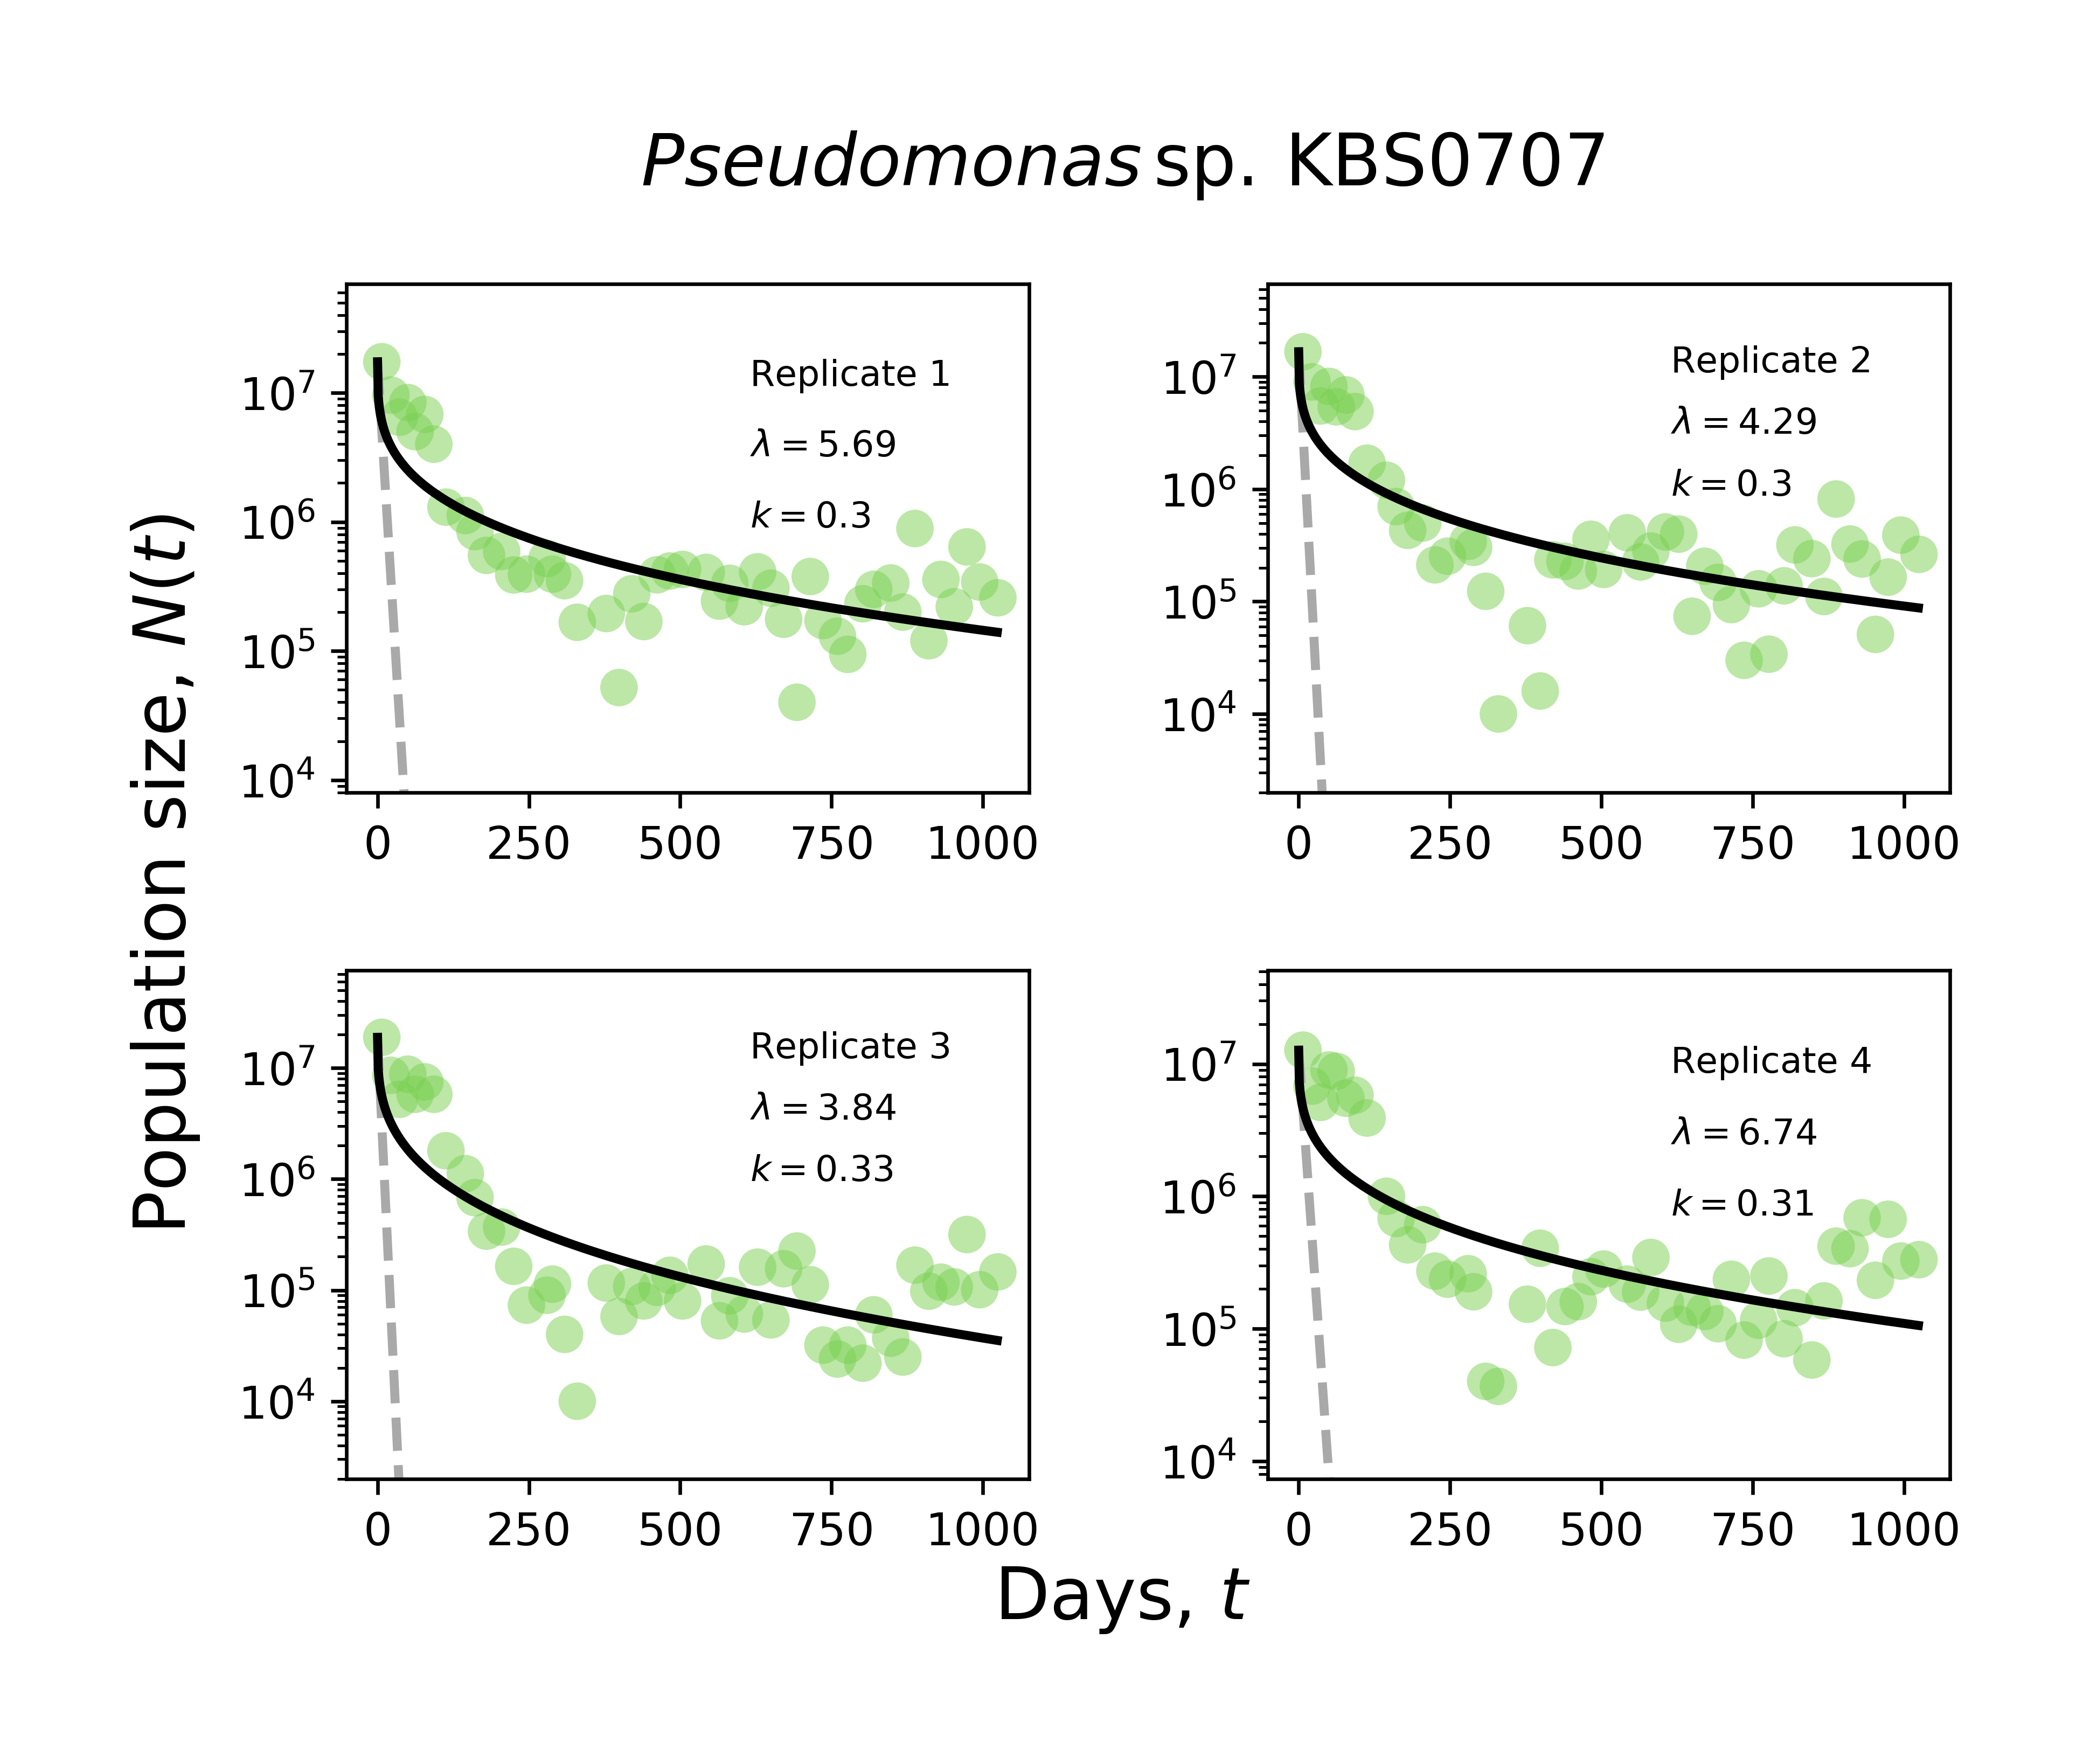 Pseudomonas sp. KBS0707
Population size, N(t)
10⁷
10⁶
10⁵
10⁴
Replicate 1
λ = 5.69
k = 0.3
0 250 500 750 1000
10⁷
10⁶
10⁵
10⁴
Replicate 2
λ = 4.29
k = 0.3
0 250 500 750 1000
10⁷
10⁶
10⁵
10⁴
Replicate 3
λ = 3.84
k = 0.33
0 250 500 750 1000
10⁷
10⁶
10⁵
10⁴
Replicate 4
λ = 6.74
k = 0.31
0 250 500 750 1000
Days, t